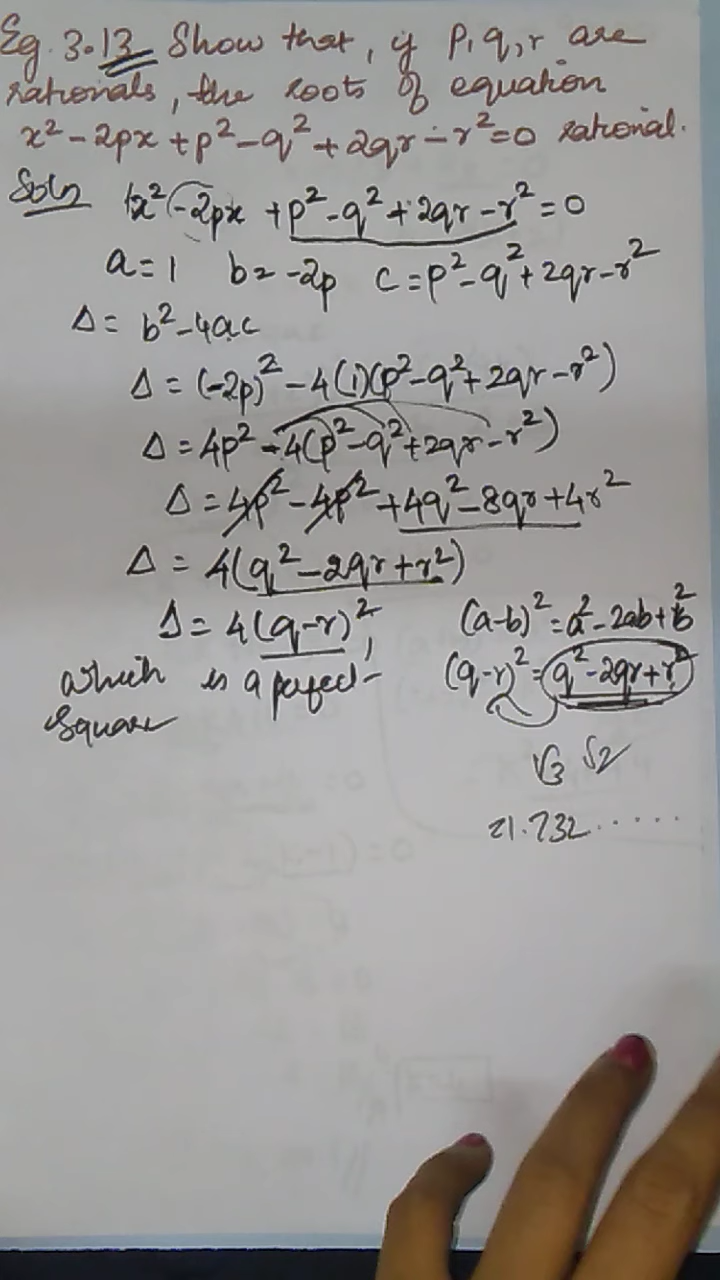 Eg. 3.13 Show that, if p, q, r are
rationals, the roots of equation
x² - 2px + p² - q² + 2qr - r² = 0 rational.
Soln x² - 2px + p² - q² + 2qr - r² = 0
a = 1 b = -2p c = p² - q² + 2qr - r²
Δ = b² - 4ac
Δ = (-2p)² - 4(1)(p² - q² + 2qr - r²)
Δ = 4p² - 4(p² - q² + 2qr - r²)
Δ = 4p² - 4p² + 4q² - 8qr + 4r²
Δ = 4(q² - 2qr + r²)
Δ = 4(q-r)², (a-b)² = a² - 2ab + b²
which is a perfect (q-r)² = q² - 2qr + r²
square
√3 √2
=1.732.....